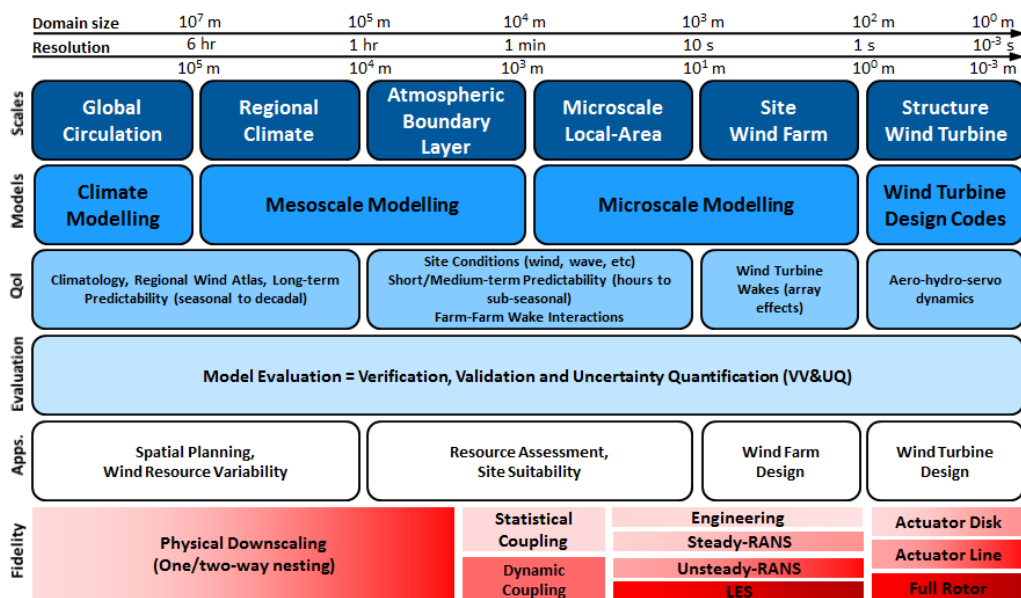 Domain size 10⁷ m 10⁵ m 10⁴ m 10³ m 10² m 10⁰ m
Resolution 6 hr 1 hr 1 min 10 s 1 s 10⁻³ s
10⁵ m 10⁴ m 10³ m 10¹ m 10⁰ m 10⁻³ m
Scales
Global
Circulation
Regional
Climate
Atmospheric
Boundary
Layer
Microscale
Local-Area
Site
Wind Farm
Structure
Wind Turbine
Models
Climate
Modelling
Mesoscale Modelling
Microscale Modelling
Wind Turbine
Design Codes
QoI
Climatology, Regional Wind Atlas, Long-term
Predictability (seasonal to decadal)
Site Conditions (wind, wave, etc)
Short/Medium-term Predictability (hours to
sub-seasonal)
Farm-Farm Wake Interactions
Wind Turbine
Wakes (array
effects)
Aero-hydro-servo
dynamics
Evaluation
Model Evaluation = Verification, Validation and Uncertainty Quantification (VV&UQ)
Apps.
Spatial Planning,
Wind Resource Variability
Resource Assessment,
Site Suitability
Wind Farm
Design
Wind Turbine
Design
Fidelity
Physical Downscaling
(One/two-way nesting)
Statistical
Coupling
Dynamic
Coupling
Engineering
Steady-RANS
Unsteady-RANS
LES
Actuator Disk
Actuator Line
Full Rotor